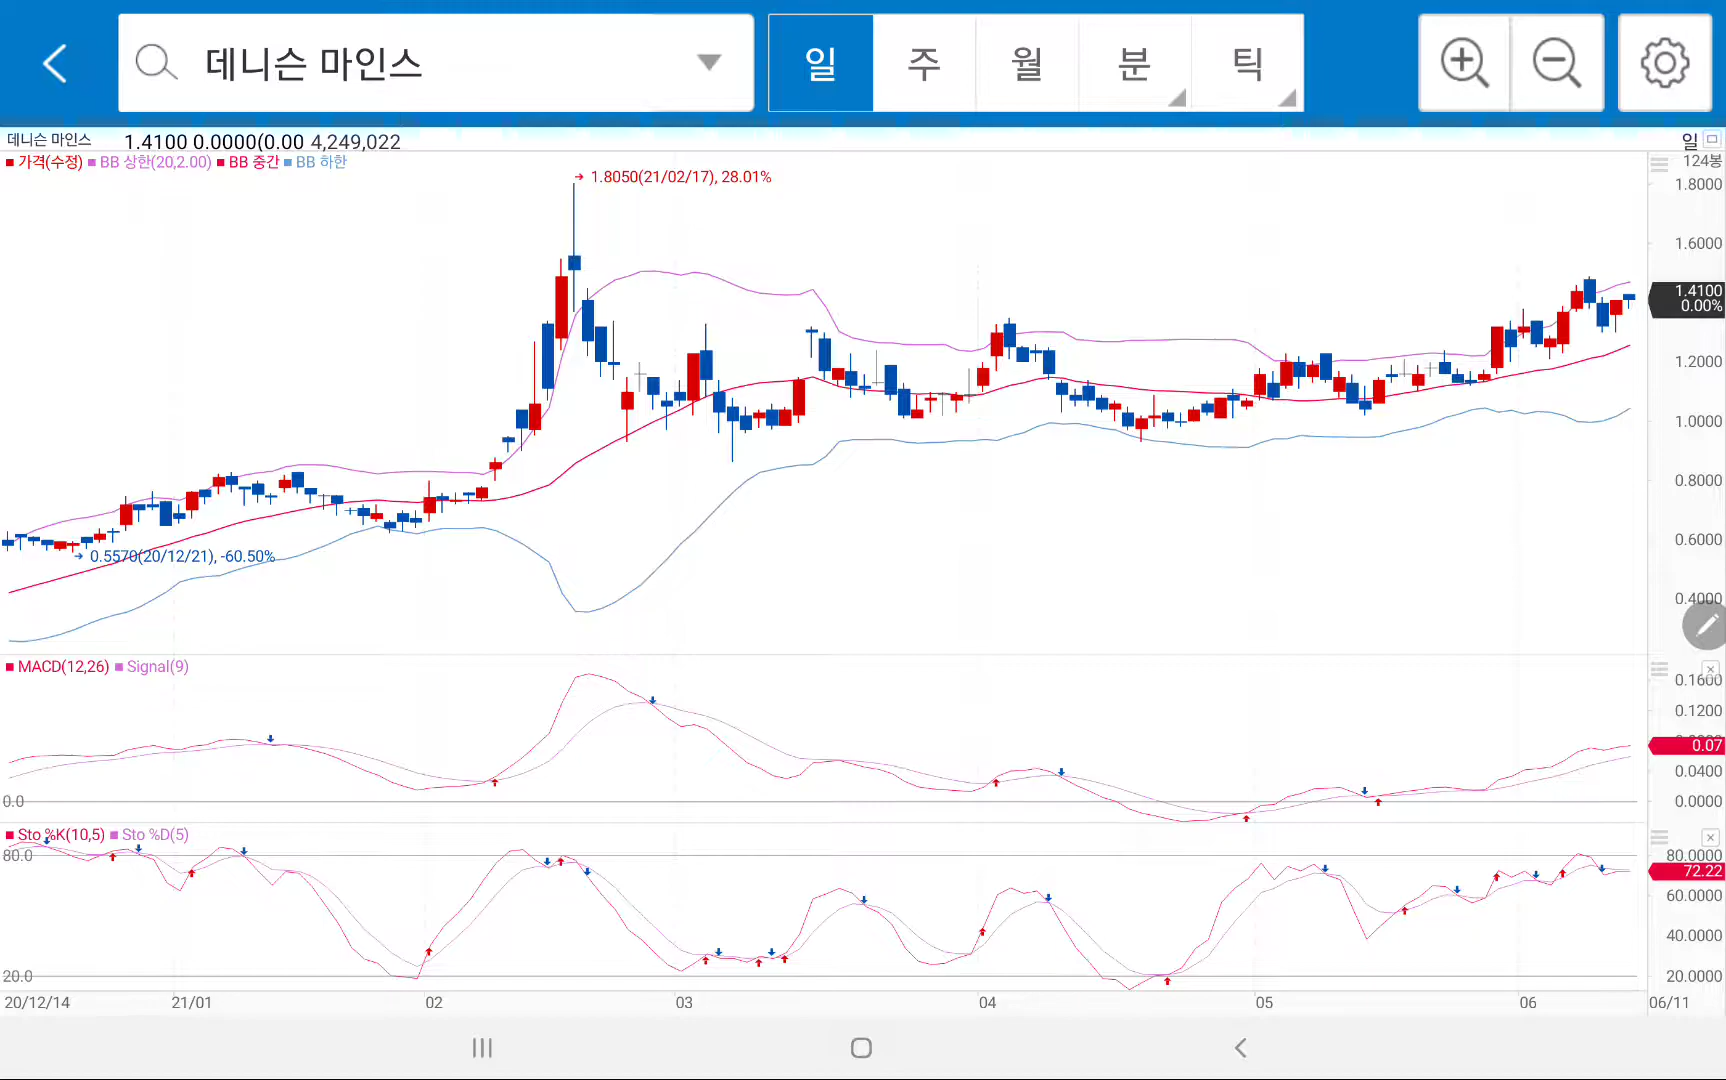 데니슨 마인스
일 주 월 분 틱
데니슨 마인스 1.4100 0.0000(0.00 4,249,022 일
■ 가격(수정) ■ BB 상한(20,2.00) ■ BB 중간 ■ BB 하한 124봉
→ 1.8050(21/02/17), 28.01%
1.8000
1.6000
1.4100
0.00%
1.2000
1.0000
0.8000
0.6000
→ 0.5570(20/12/21), -60.50%
0.4000
■ MACD(12,26) ■ Signal(9)
0.1600
0.1200
0.07
0.0400
0.0 0.0000
■ Sto %K(10,5) ■ Sto %D(5)
80.0 80.0000
72.22
60.0000
40.0000
20.0 20.0000
20/12/14 21/01 02 03 04 05 06 06/11